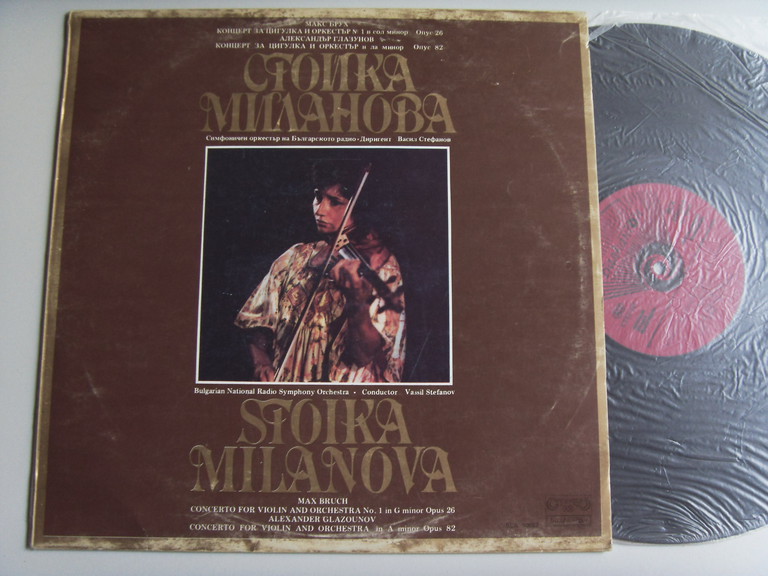 МАКС БРУХ
КОНЦЕРТ ЗА ЦИГУЛКА И ОРКЕСТЪР № 1 в сол минор Опус 26
АЛЕКСАНДЪР ГЛАЗУНОВ
КОНЦЕРТ ЗА ЦИГУЛКА И ОРКЕСТЪР в ла минор Опус 82
СТОЙКА
МИЛАНОВА
Симфоничен оркестър на Българското радио • Диригент Васил Стефанов
Bulgarian National Radio Symphony Orchestra • Conductor Vassil Stefanov
STOIKA
MILANOVA
MAX BRUCH
CONCERTO FOR VIOLIN AND ORCHESTRA No. 1 in G minor Opus 26
ALEXANDER GLAZOUNOV
CONCERTO FOR VIOLIN AND ORCHESTRA in A minor Opus 82